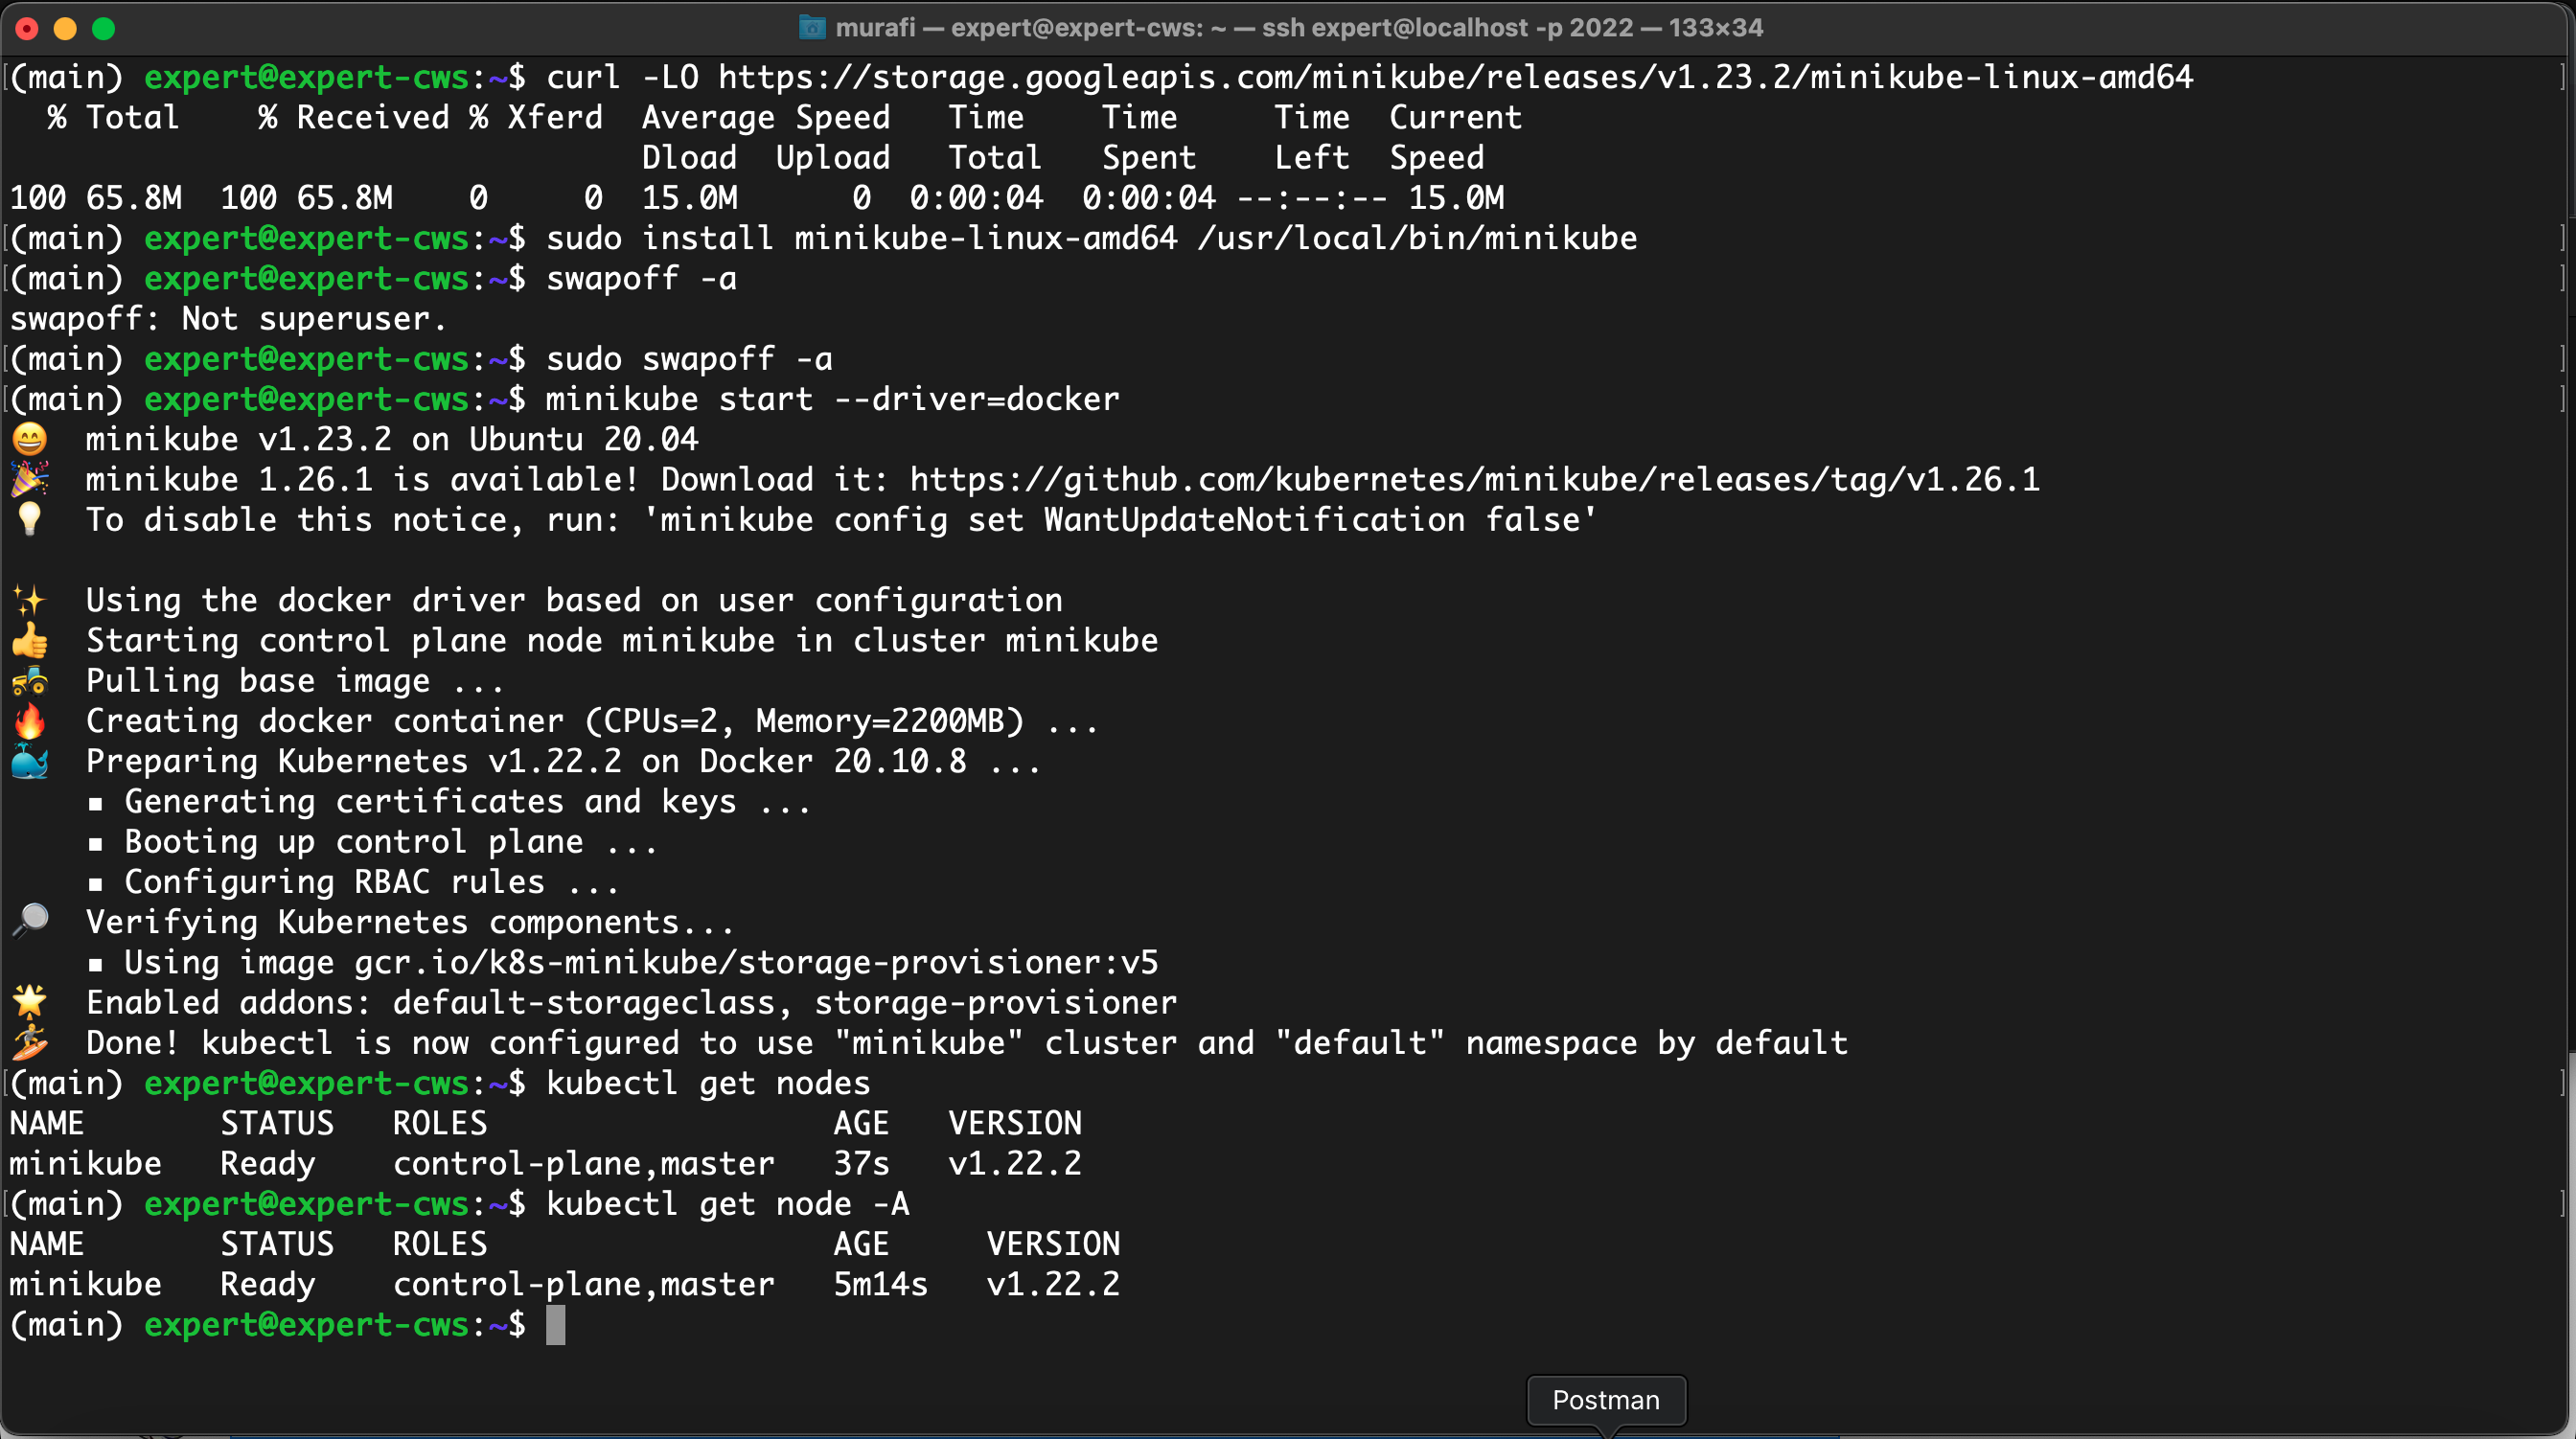 murafi — expert@expert-cws: ~ — ssh expert@localhost -p 2022 — 133×34
(main) expert@expert-cws:~$ curl -LO https://storage.googleapis.com/minikube/releases/v1.23.2/minikube-linux-amd64
  % Total    % Received % Xferd  Average Speed   Time    Time     Time  Current
                                 Dload  Upload   Total   Spent    Left  Speed
100 65.8M  100 65.8M    0     0  15.0M      0  0:00:04  0:00:04 --:--:-- 15.0M
(main) expert@expert-cws:~$ sudo install minikube-linux-amd64 /usr/local/bin/minikube
(main) expert@expert-cws:~$ swapoff -a
swapoff: Not superuser.
(main) expert@expert-cws:~$ sudo swapoff -a
(main) expert@expert-cws:~$ minikube start --driver=docker
😄  minikube v1.23.2 on Ubuntu 20.04
🎉  minikube 1.26.1 is available! Download it: https://github.com/kubernetes/minikube/releases/tag/v1.26.1
💡  To disable this notice, run: 'minikube config set WantUpdateNotification false'
✨  Using the docker driver based on user configuration
👍  Starting control plane node minikube in cluster minikube
🚜  Pulling base image ...
🔥  Creating docker container (CPUs=2, Memory=2200MB) ...
🐳  Preparing Kubernetes v1.22.2 on Docker 20.10.8 ...
    ▪ Generating certificates and keys ...
    ▪ Booting up control plane ...
    ▪ Configuring RBAC rules ...
🔎  Verifying Kubernetes components...
    ▪ Using image gcr.io/k8s-minikube/storage-provisioner:v5
🌟  Enabled addons: default-storageclass, storage-provisioner
🏄  Done! kubectl is now configured to use "minikube" cluster and "default" namespace by default
(main) expert@expert-cws:~$ kubectl get nodes
NAME       STATUS   ROLES                  AGE   VERSION
minikube   Ready    control-plane,master   37s   v1.22.2
(main) expert@expert-cws:~$ kubectl get node -A
NAME       STATUS   ROLES                  AGE     VERSION
minikube   Ready    control-plane,master   5m14s   v1.22.2
(main) expert@expert-cws:~$
Postman